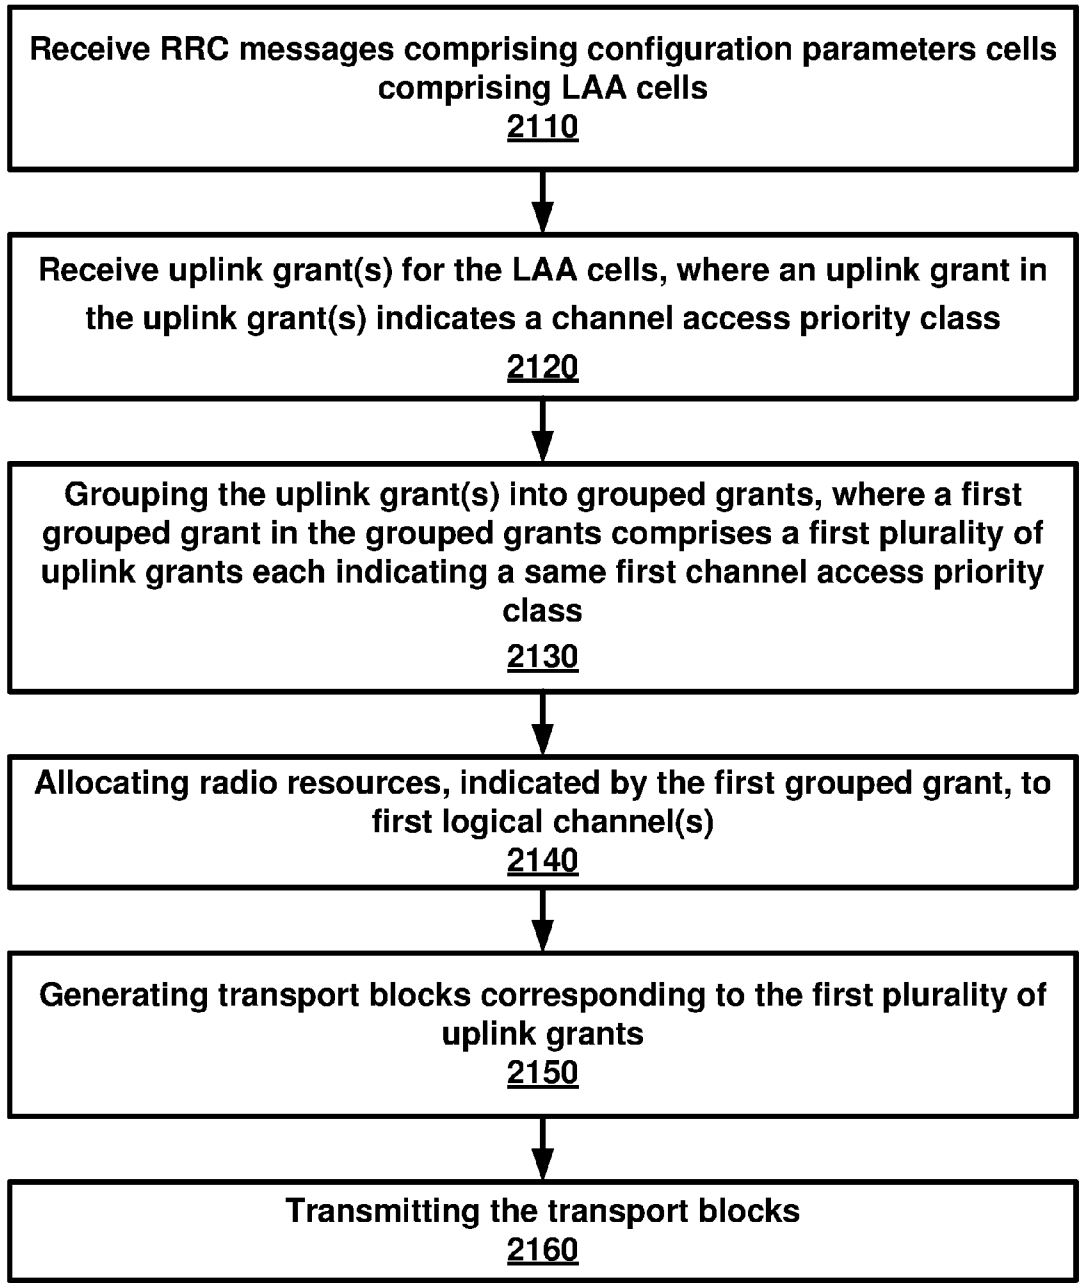 Receive RRC messages comprising configuration parameters cells
comprising LAA cells
2110
Receive uplink grant(s) for the LAA cells, where an uplink grant in
the uplink grant(s) indicates a channel access priority class
2120
Grouping the uplink grant(s) into grouped grants, where a first
grouped grant in the grouped grants comprises a first plurality of
uplink grants each indicating a same first channel access priority
class
2130
Allocating radio resources, indicated by the first grouped grant, to
first logical channel(s)
2140
Generating transport blocks corresponding to the first plurality of
uplink grants
2150
Transmitting the transport blocks
2160